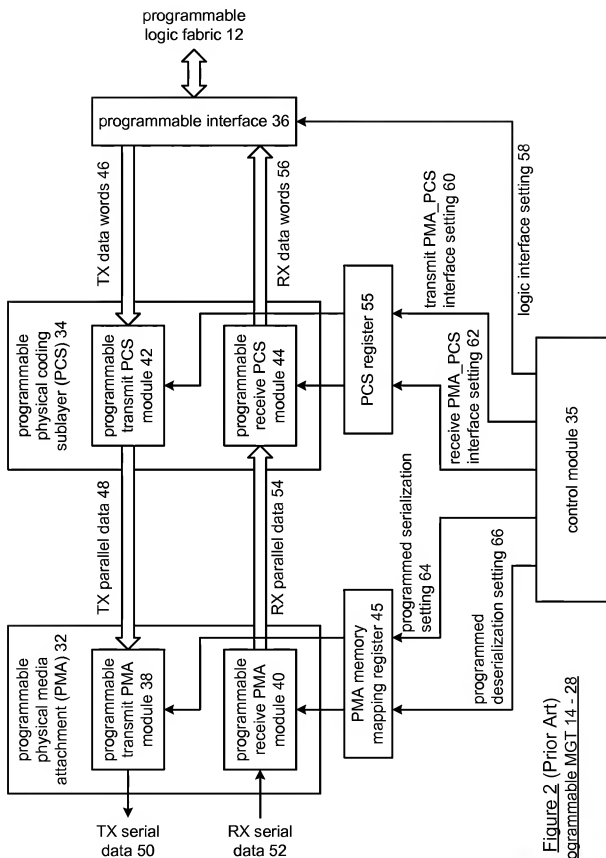 programmable
logic fabric 12
programmable interface 36
TX data words 46
RX data words 56
programmable
physical coding
sublayer (PCS) 34
programmable
transmit PCS
module 42
programmable
receive PCS
module 44
PCS register 55
transmit PMA_PCS
interface setting 60
receive PMA_PCS
interface setting 62
logic interface setting 58
TX parallel data 48
RX parallel data 54
programmable
physical media
attachment (PMA) 32
programmable
transmit PMA
module 38
programmable
receive PMA
module 40
PMA memory
mapping register 45
programmed serialization
setting 64
programmed
deserialization setting 66
control module 35
TX serial
data 50
RX serial
data 52
Figure 2 (Prior Art)
ogrammable MGT 14 - 28